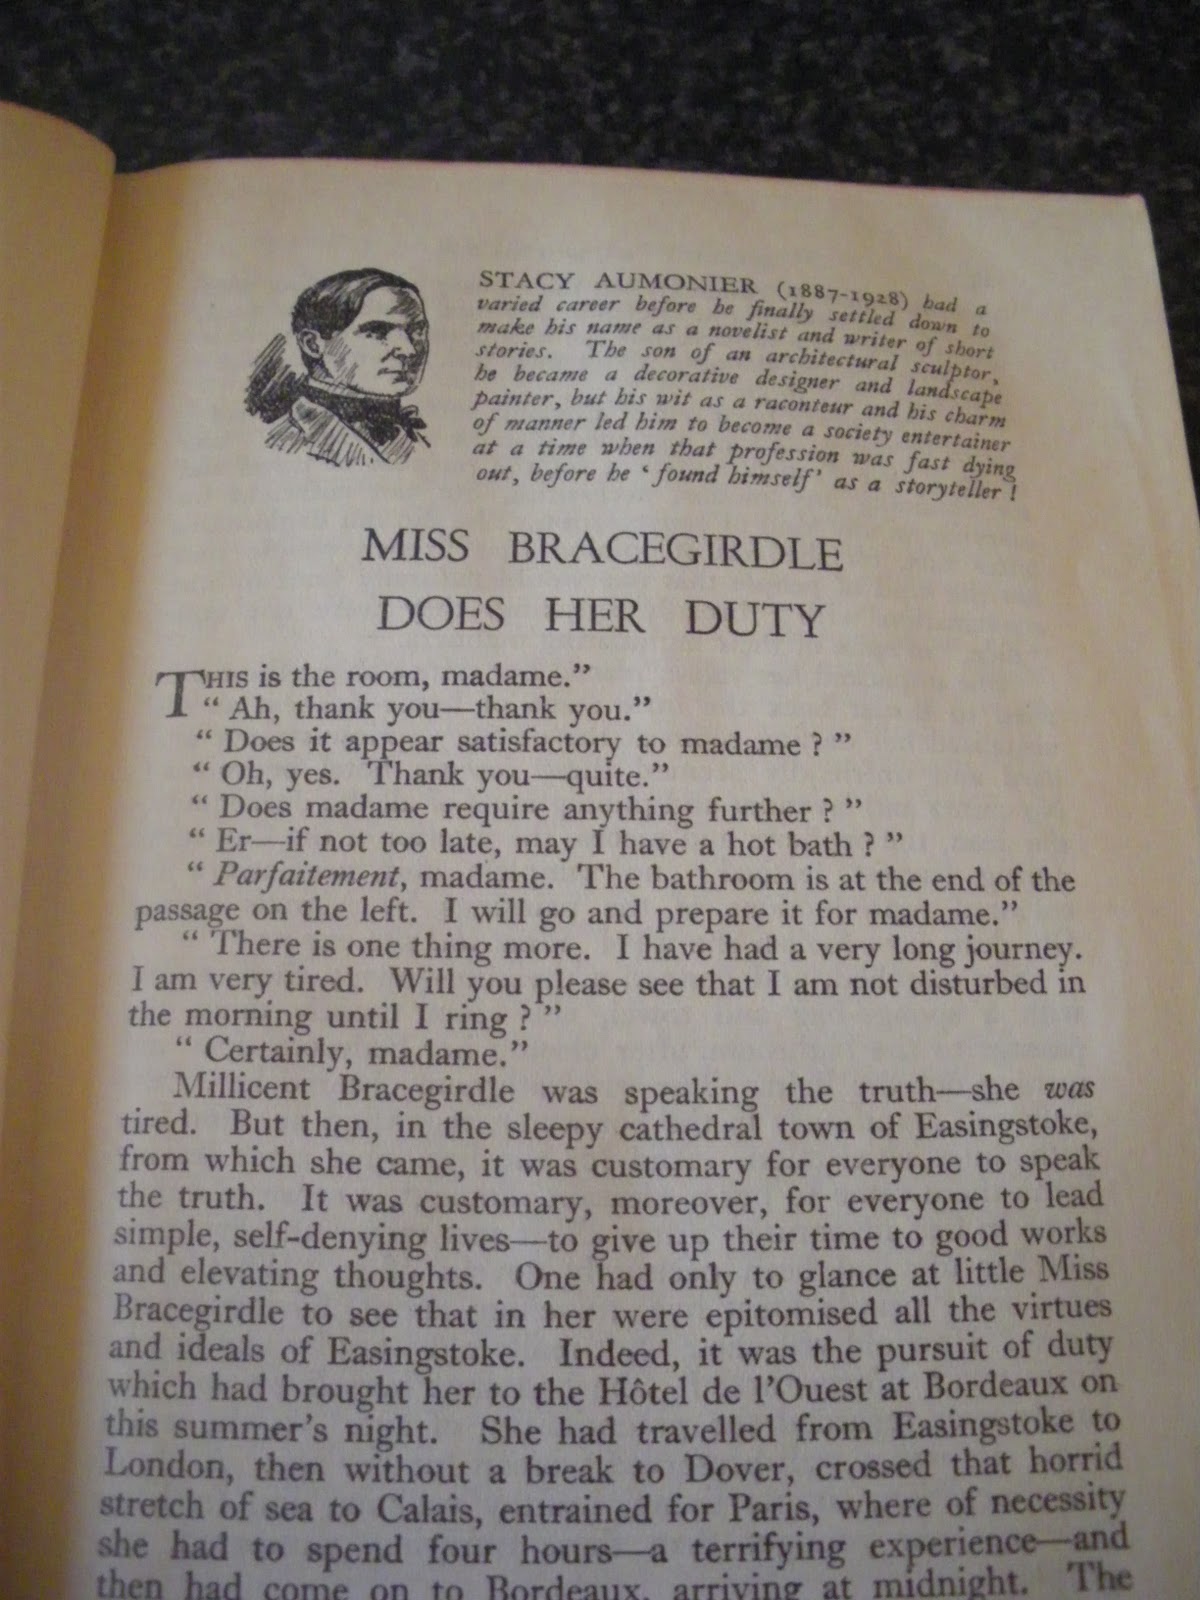 STACY AUMONIER (1887-1928) had a
varied career before he finally settled down to
make his name as a novelist and writer of short
stories. The son of an architectural sculptor,
he became a decorative designer and landscape
painter, but his wit as a raconteur and his charm
of manner led him to become a society entertainer
at a time when that profession was fast dying
out, before he ‘found himself’ as a storyteller !
MISS BRACEGIRDLE
DOES HER DUTY
THIS is the room, madame.”
“ Ah, thank you—thank you.”
“ Does it appear satisfactory to madame ? ”
“ Oh, yes. Thank you—quite.”
“ Does madame require anything further ? ”
“ Er—if not too late, may I have a hot bath ? ”
“ Parfaitement, madame. The bathroom is at the end of the
passage on the left. I will go and prepare it for madame.”
“ There is one thing more. I have had a very long journey.
I am very tired. Will you please see that I am not disturbed in
the morning until I ring ? ”
“ Certainly, madame.”
Millicent Bracegirdle was speaking the truth—she was
tired. But then, in the sleepy cathedral town of Easingstoke,
from which she came, it was customary for everyone to speak
the truth. It was customary, moreover, for everyone to lead
simple, self-denying lives—to give up their time to good works
and elevating thoughts. One had only to glance at little Miss
Bracegirdle to see that in her were epitomised all the virtues
and ideals of Easingstoke. Indeed, it was the pursuit of duty
which had brought her to the Hôtel de l’Ouest at Bordeaux on
this summer’s night. She had travelled from Easingstoke to
London, then without a break to Dover, crossed that horrid
stretch of sea to Calais, entrained for Paris, where of necessity
she had to spend four hours—a terrifying experience—and
then had come on to Bordeaux, arriving at midnight. The